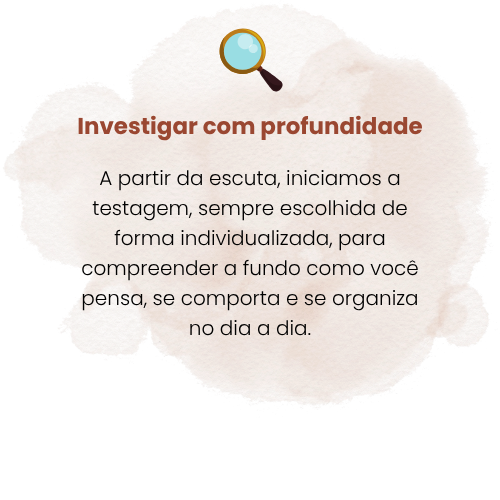 Investigar com profundidade
A partir da escuta, iniciamos a
testagem, sempre escolhida de
forma individualizada, para
compreender a fundo como você
pensa, se comporta e se organiza
no dia a dia.